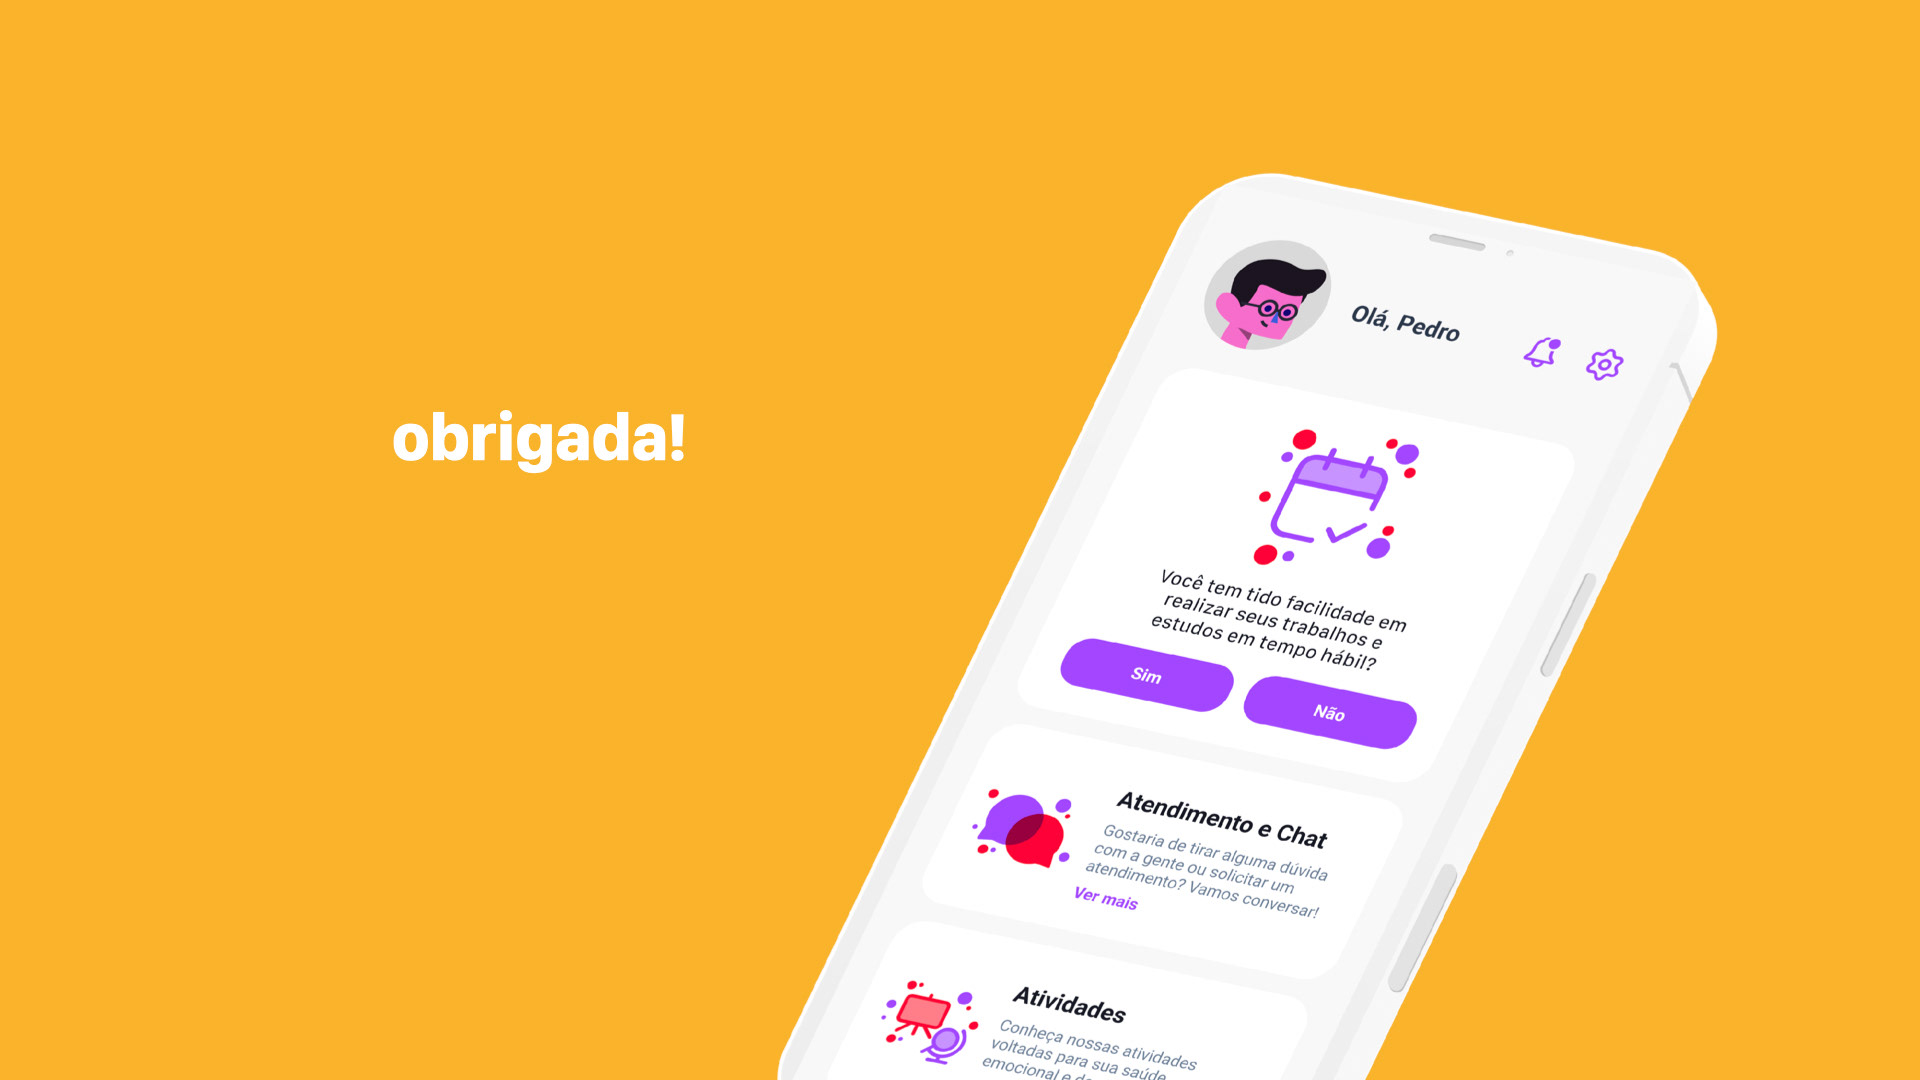 obrigada!
Olá, Pedro
Você tem tido facilidade em
realizar seus trabalhos e
estudos em tempo hábil?
Sim
Não
Atendimento e Chat
Gostaria de tirar alguma dúvida
com a gente ou solicitar um
atendimento? Vamos conversar!
Ver mais
Atividades
Conheça nossas atividades
voltadas para sua saúde
emocional e